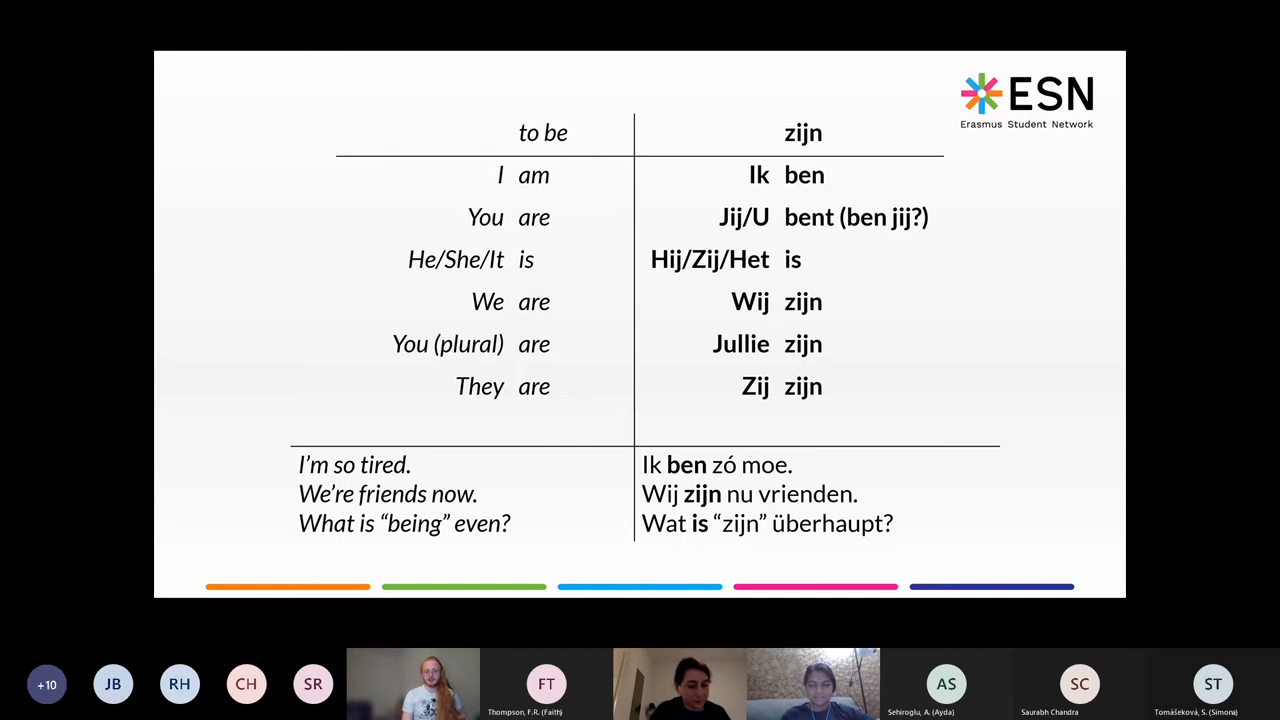 ESN
Erasmus Student Network
to be zijn
I am Ik ben
You are Jij/U bent (ben jij?)
He/She/It is Hij/Zij/Het is
We are Wij zijn
You (plural) are Jullie zijn
They are Zij zijn
I'm so tired. Ik ben zó moe.
We're friends now. Wij zijn nu vrienden.
What is “being” even? Wat is “zijn” überhaupt?
+10 JB RH CH SR FT AS SC ST
Thompson, F.R. (Faith) Sehiroglu, A. (Ayda) Saurabh Chandra Tomášeková, S. (Simona)